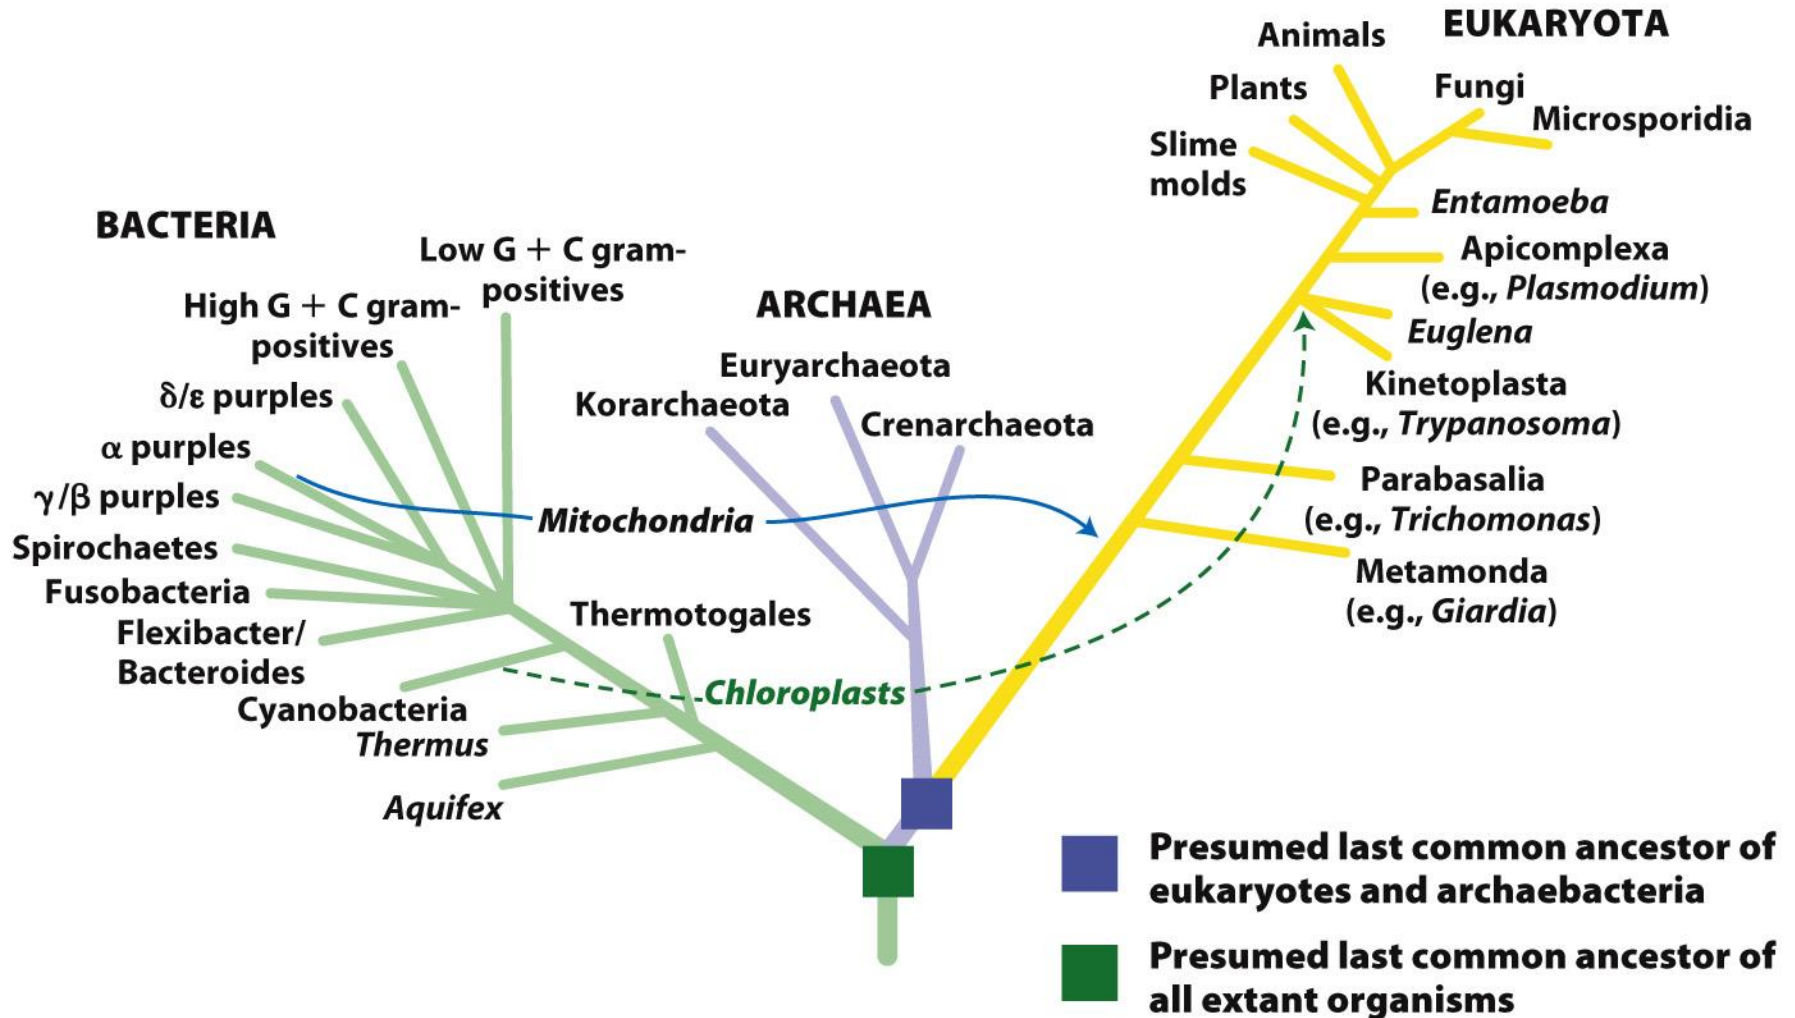 EUKARYOTA
Animals
Plants
Fungi
Microsporidia
Slime
molds
Entamoeba
Apicomplexa
(e.g., Plasmodium)
Euglena
Kinetoplasta
(e.g., Trypanosoma)
Parabasalia
(e.g., Trichomonas)
Metamonda
(e.g., Giardia)
BACTERIA
Low G + C gram-
positives
High G + C gram-
positives
δ/ε purples
α purples
γ/β purples
Spirochaetes
Fusobacteria
Flexibacter/
Bacteroides
Cyanobacteria
Thermus
Aquifex
Thermotogales
ARCHAEA
Euryarchaeota
Korarchaeota
Crenarchaeota
Mitochondria
Chloroplasts
Presumed last common ancestor of
eukaryotes and archaebacteria
Presumed last common ancestor of
all extant organisms